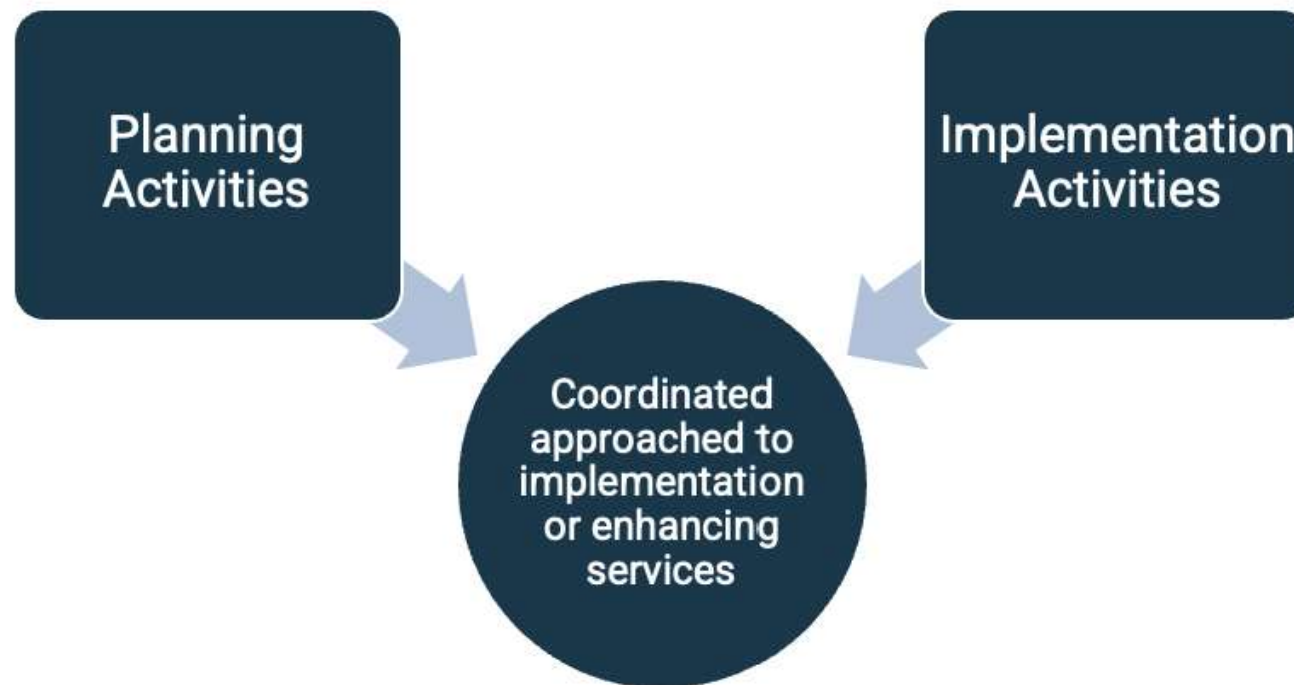 Planning
Activities
Implementation
Activities
Coordinated
approached to
implementation
or enhancing
services